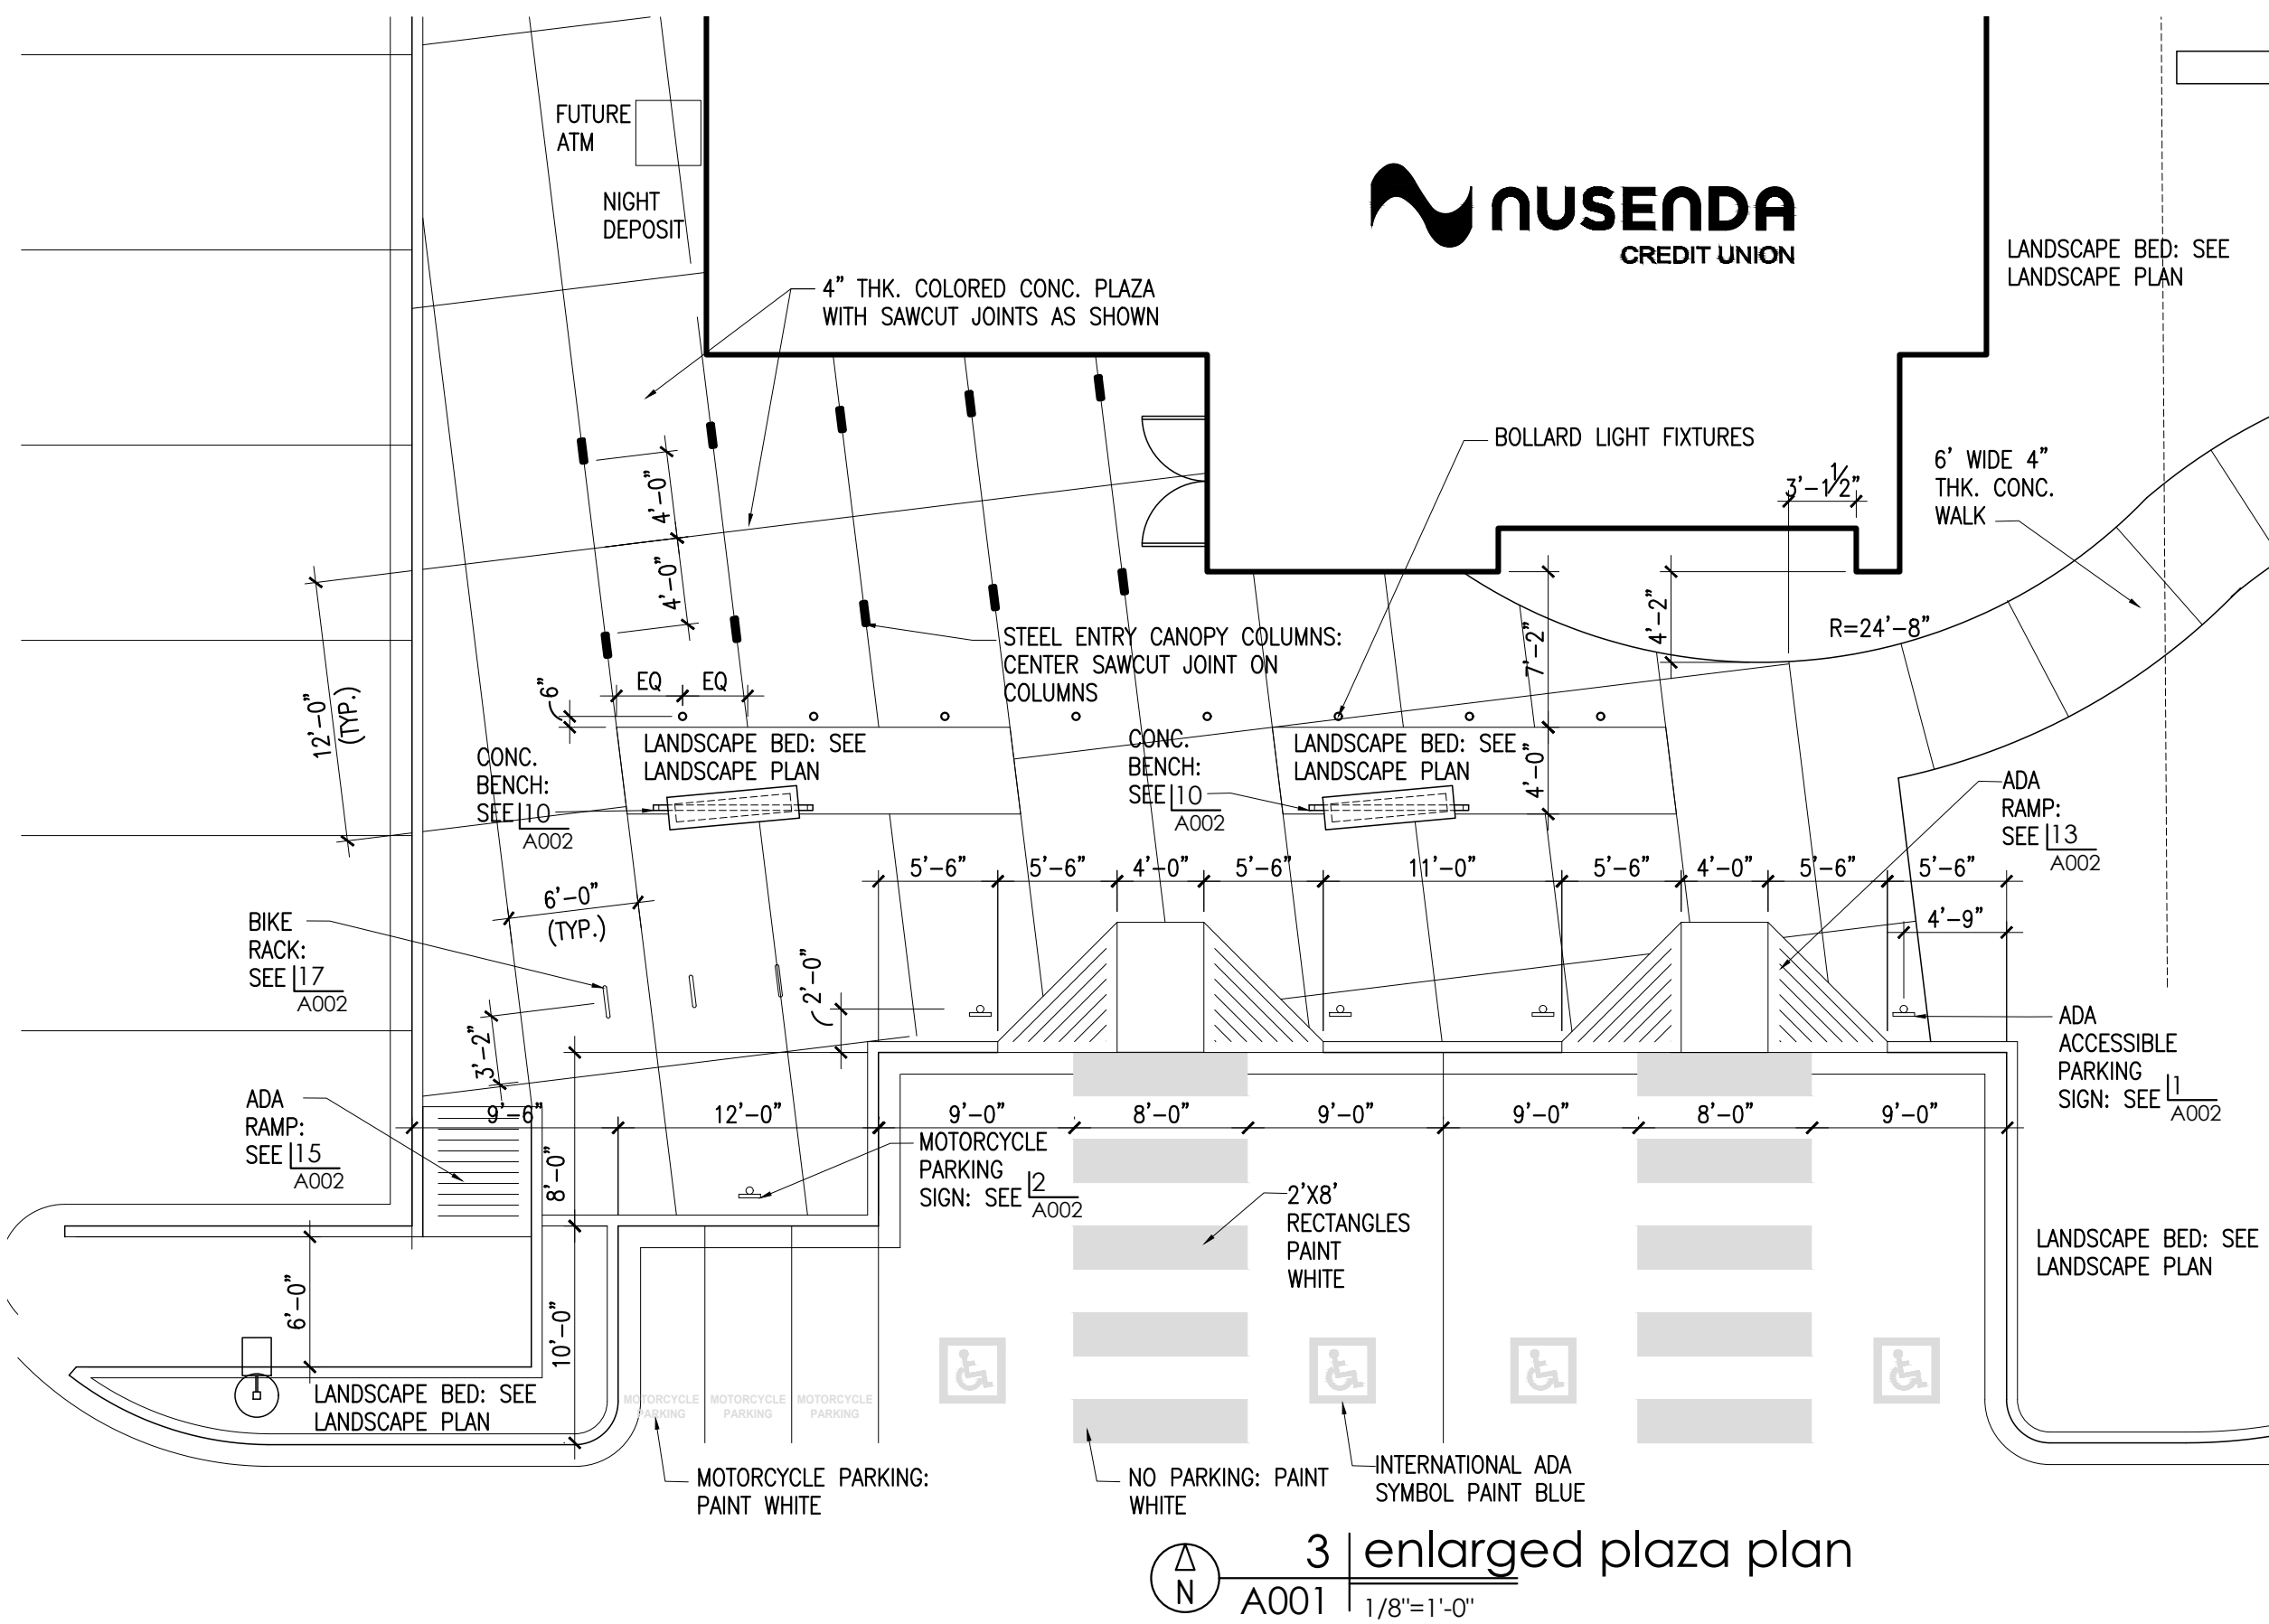 FUTURE
ATM
NIGHT
DEPOSIT
NUSENDA
CREDIT UNION
LANDSCAPE BED: SEE
LANDSCAPE PLAN
4" THK. COLORED CONC. PLAZA
WITH SAWCUT JOINTS AS SHOWN
BOLLARD LIGHT FIXTURES
6' WIDE 4"
THK. CONC.
WALK
3'-1/2"
4'-0"
4'-0"
STEEL ENTRY CANOPY COLUMNS:
CENTER SAWCUT JOINT ON
COLUMNS
7'-2"
4'-2"
R=24'-8"
12'-0"
(TYP.)
6"
EQ
EQ
CONC.
BENCH:
SEE 10
A002
LANDSCAPE BED: SEE
LANDSCAPE PLAN
CONC.
BENCH:
SEE 10
A002
LANDSCAPE BED: SEE
LANDSCAPE PLAN
4'-0"
ADA
RAMP:
SEE 13
A002
5'-6"
5'-6"
4'-0"
5'-6"
11'-0"
5'-6"
4'-0"
5'-6"
5'-6"
4'-9"
6'-0"
(TYP.)
BIKE
RACK:
SEE 17
A002
2'-0"
3'-2"
ADA
ACCESSIBLE
PARKING
SIGN: SEE 1
A002
ADA
RAMP:
SEE 15
A002
9'-6"
12'-0"
9'-0"
8'-0"
9'-0"
9'-0"
8'-0"
9'-0"
8'-0"
MOTORCYCLE
PARKING
SIGN: SEE 2
A002
2'X8'
RECTANGLES
PAINT
WHITE
LANDSCAPE BED: SEE
LANDSCAPE PLAN
6'-0"
10'-0"
LANDSCAPE BED: SEE
LANDSCAPE PLAN
MOTORCYCLE
PARKING
MOTORCYCLE
PARKING
MOTORCYCLE
PARKING
MOTORCYCLE PARKING:
PAINT WHITE
NO PARKING: PAINT
WHITE
INTERNATIONAL ADA
SYMBOL PAINT BLUE
N
3 enlarged plaza plan
A001 1/8"=1'-0"